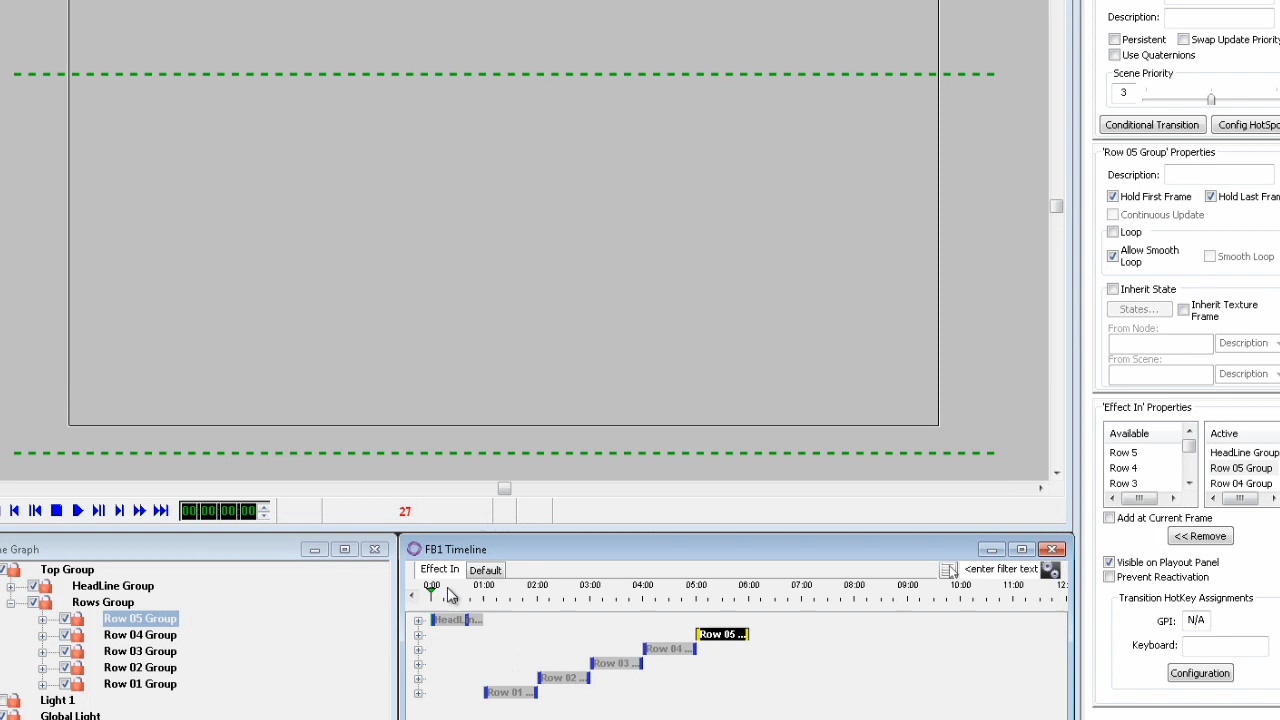 Description:
Persistent Swap Update Priority
Use Quaternions
Scene Priority
3
Conditional Transition Config HotSpo
'Row 05 Group' Properties
Description:
Hold First Frame Hold Last Fran
Continuous Update
Loop
Allow Smooth Loop Smooth Loop
Inherit State
States... Inherit Texture Frame
From Node:
Description
From Scene:
Description
'Effect In' Properties
Available Active
Row 5 HeadLine Group
Row 4 Row 05 Group
Row 3 Row 04 Group
Add at Current Frame
<< Remove
Visible on Playout Panel
Prevent Reactivation
Transition HotKey Assignments
GPI: N/A
Keyboard:
Configuration
00 00 00 00 27
ne Graph
Top Group
HeadLine Group
Rows Group
Row 05 Group
Row 04 Group
Row 03 Group
Row 02 Group
Row 01 Group
Light 1
Global Light
FB1 Timeline
Effect In Default <enter filter text
0:00 01:00 02:00 03:00 04:00 05:00 06:00 07:00 08:00 09:00 10:00 11:00 12:
HeadLin...
Row 05 ...
Row 04 ...
Row 03 ...
Row 02 ...
Row 01 ...